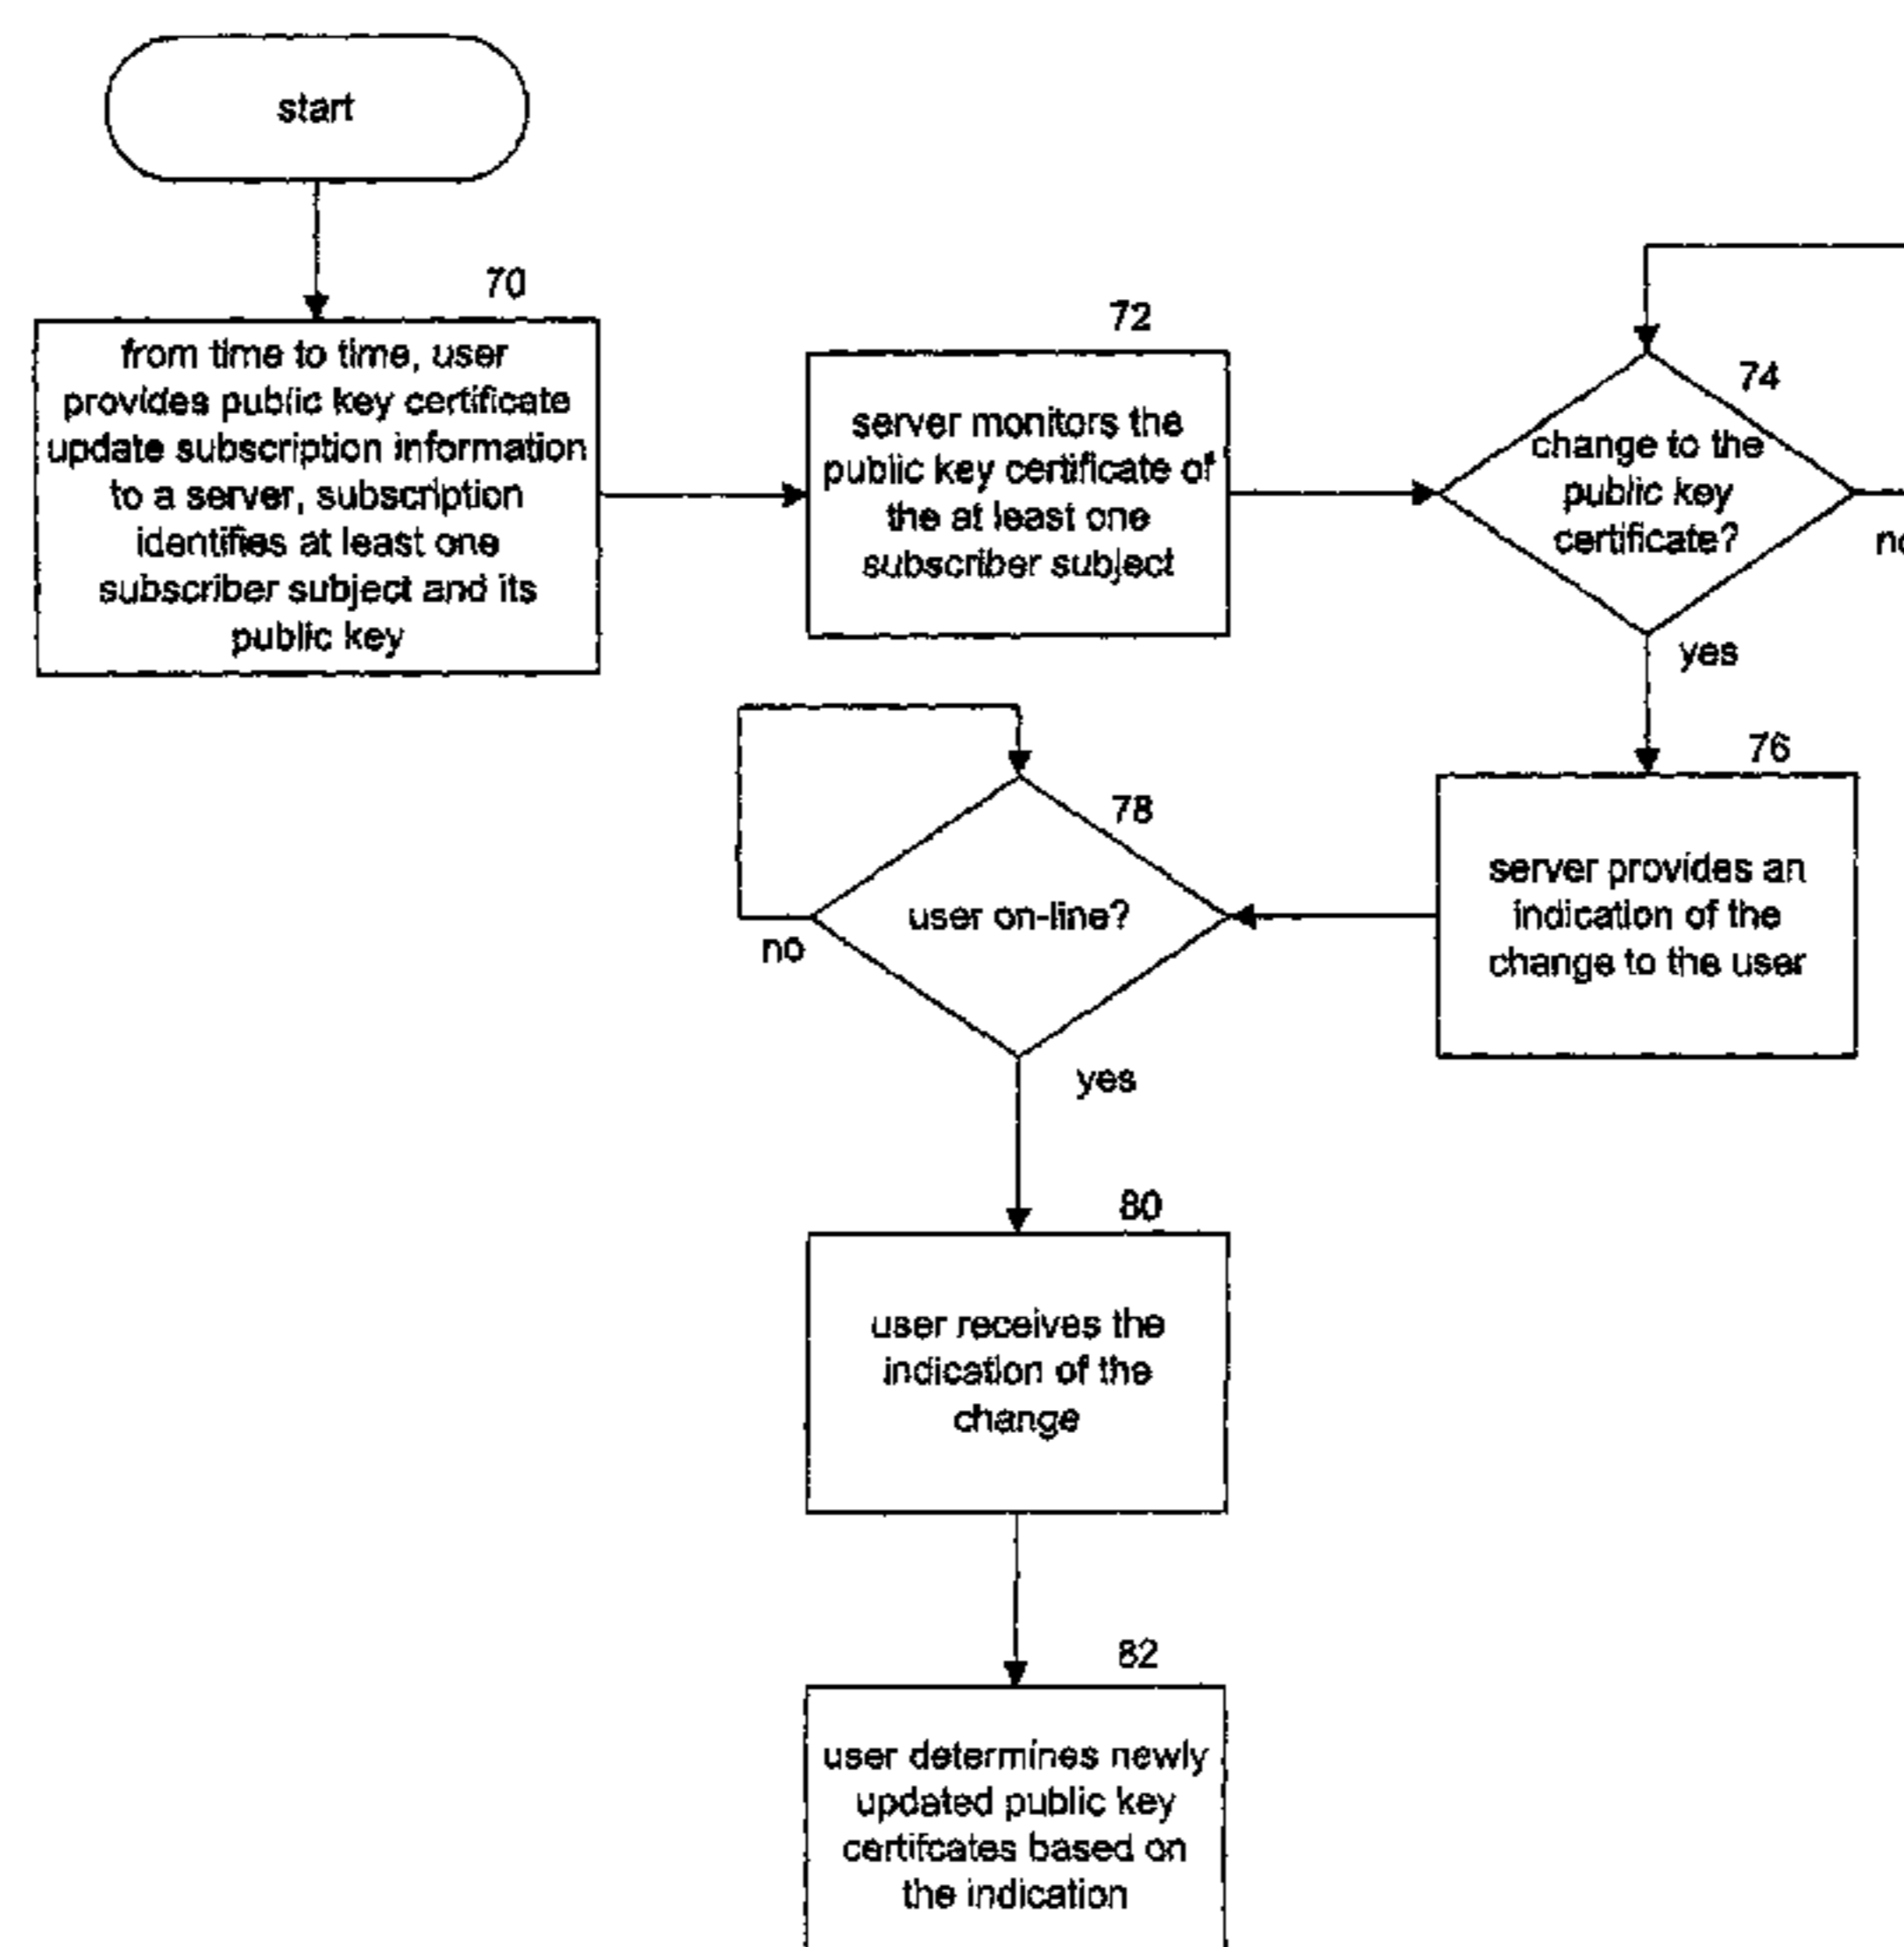 start
70
from time to time, user
provides public key certificate
update subscription information
to a server, subscription
identifies at least one
subscriber subject and its
public key
72
server monitors the
public key certificate of
the at least one
subscriber subject
74
change to the
public key
certificate?
no
yes
76
server provides an
indication of the
change to the user
78
user on-line?
no
yes
80
user receives the
indication of the
change
82
user determines newly
updated public key
certifcates based on
the indication